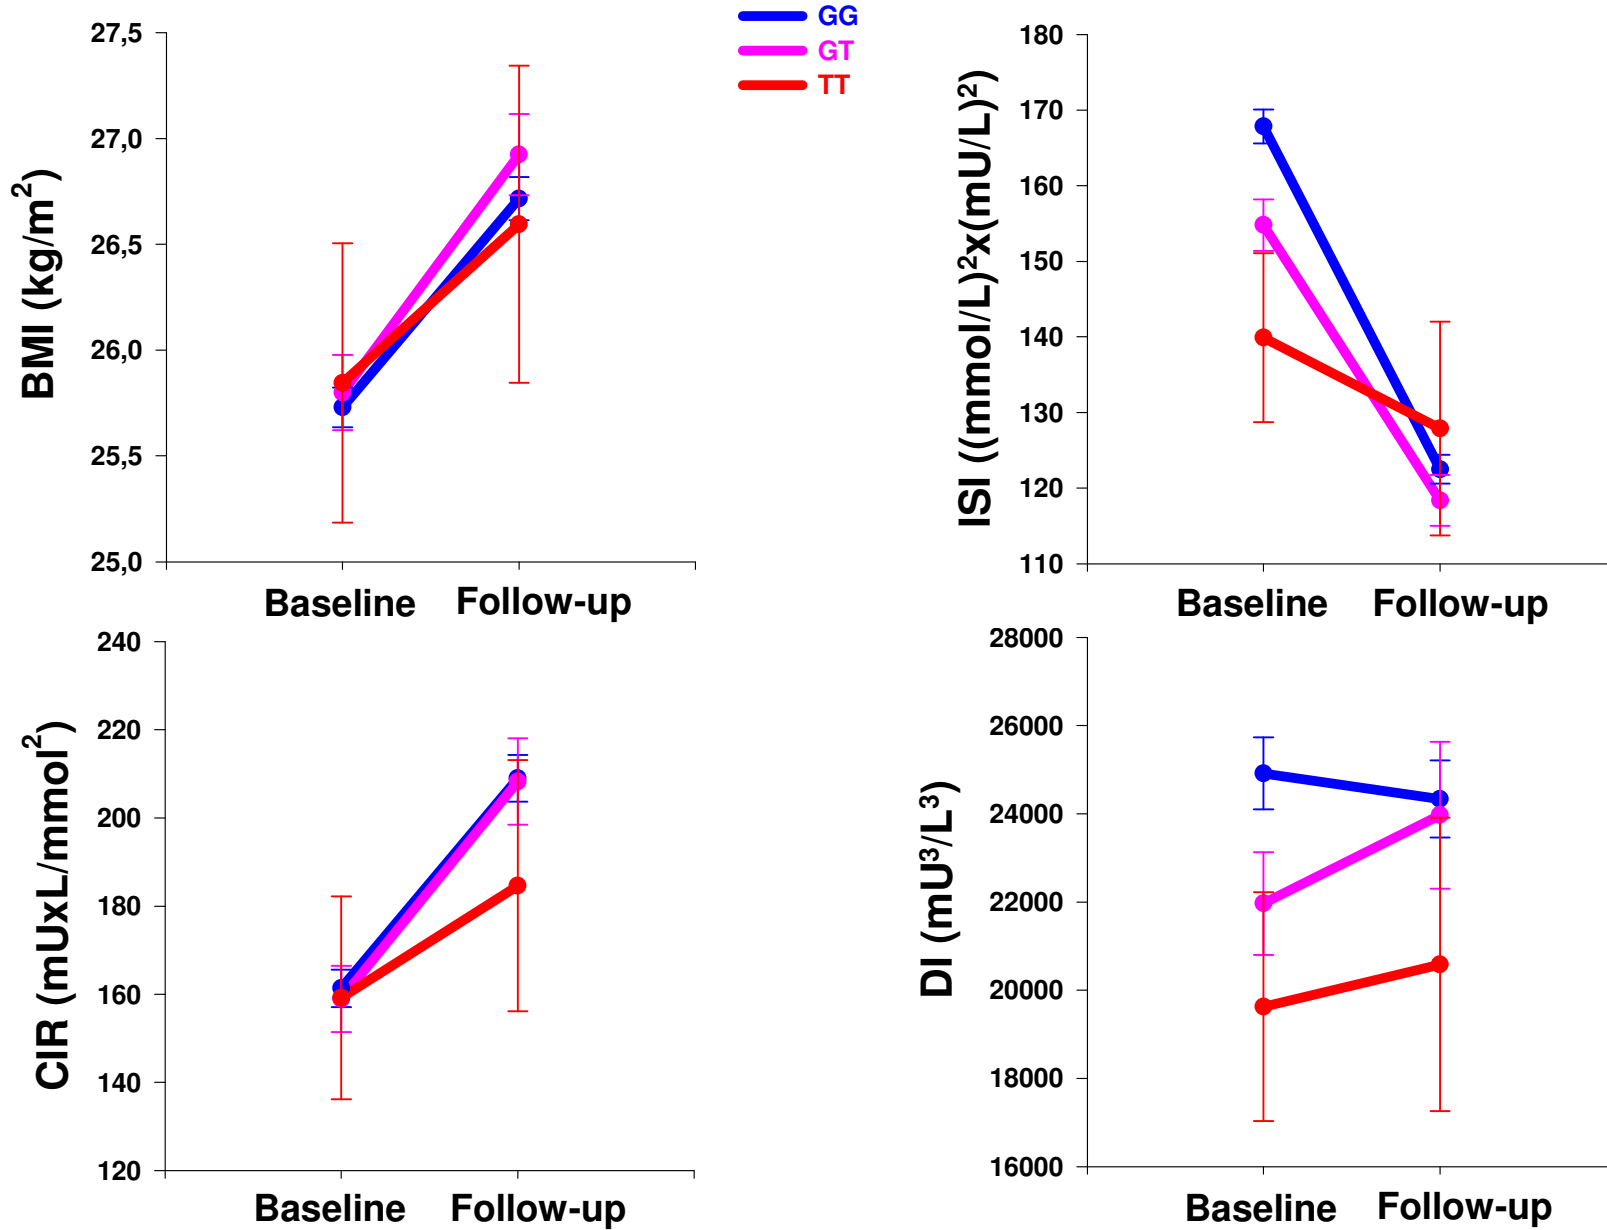 GG
GT
TT
BMI (kg/m²)
27,5
27,0
26,5
26,0
25,5
25,0
Baseline Follow-up
ISI ((mmol/L)²x(mU/L)²)
180
170
160
150
140
130
120
110
Baseline Follow-up
CIR (mUxL/mmol²)
240
220
200
180
160
140
120
Baseline Follow-up
DI (mU³/L³)
28000
26000
24000
22000
20000
18000
16000
Baseline Follow-up